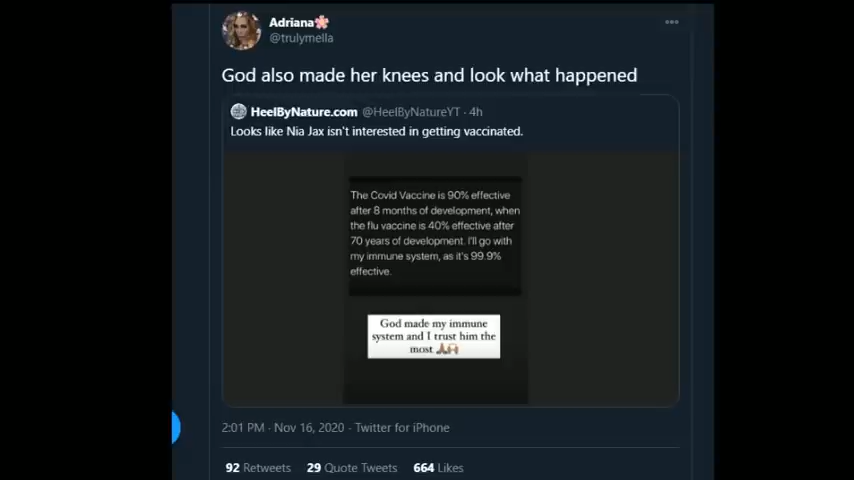 Adriana🌸
@trulymella
God also made her knees and look what happened
HeelByNature.com @HeelByNatureYT · 4h
Looks like Nia Jax isn't interested in getting vaccinated.
The Covid Vaccine is 90% effective
after 8 months of development, when
the flu vaccine is 40% effective after
70 years of development. I'll go with
my immune system, as it's 99.9%
effective.
God made my immune
system and I trust him the
most 🙏🏽🙌🏽
2:01 PM · Nov 16, 2020 · Twitter for iPhone
92 Retweets 29 Quote Tweets 664 Likes